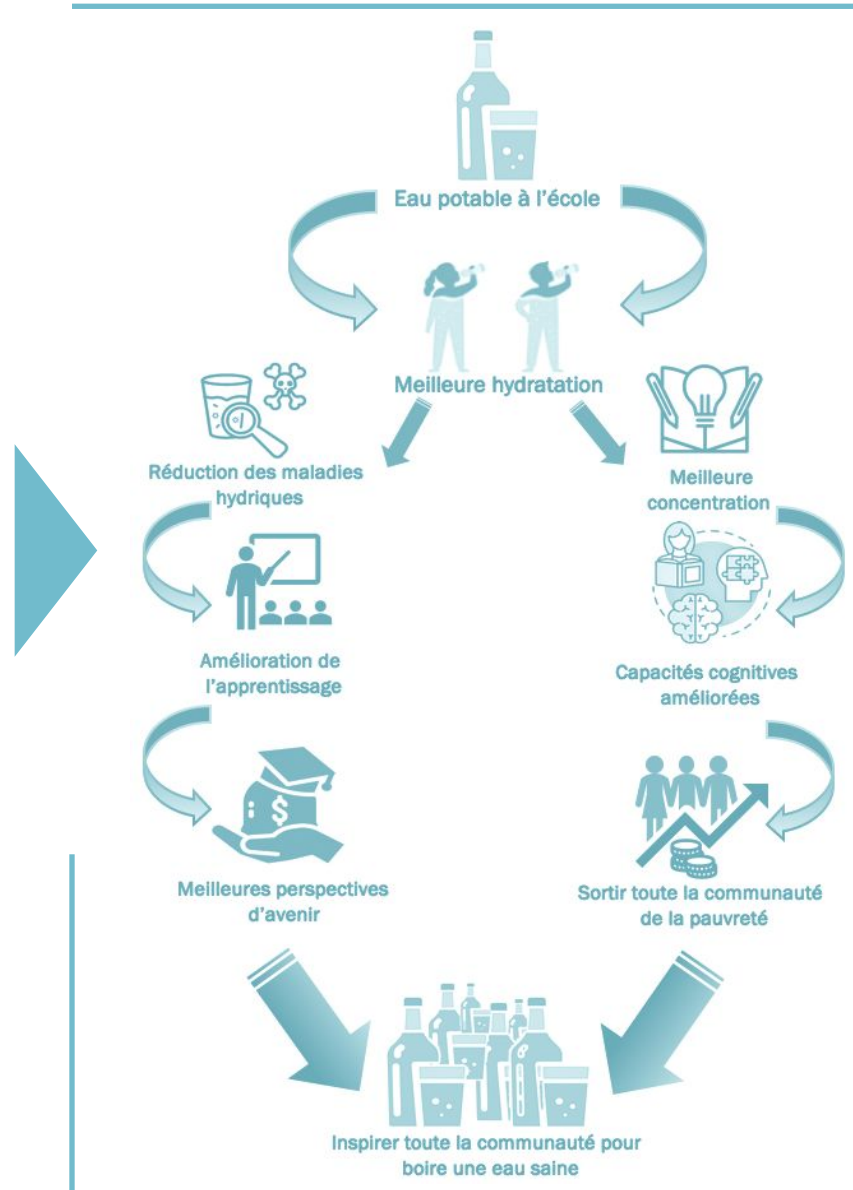 Eau potable à l'école
Meilleure hydratation
Réduction des maladies
hydriques
Meilleure
concentration
Amélioration de
l'apprentissage
Capacités cognitives
améliorées
$
Meilleures perspectives
d'avenir
Sortir toute la communauté
de la pauvreté
Inspirer toute la communauté pour
boire une eau saine